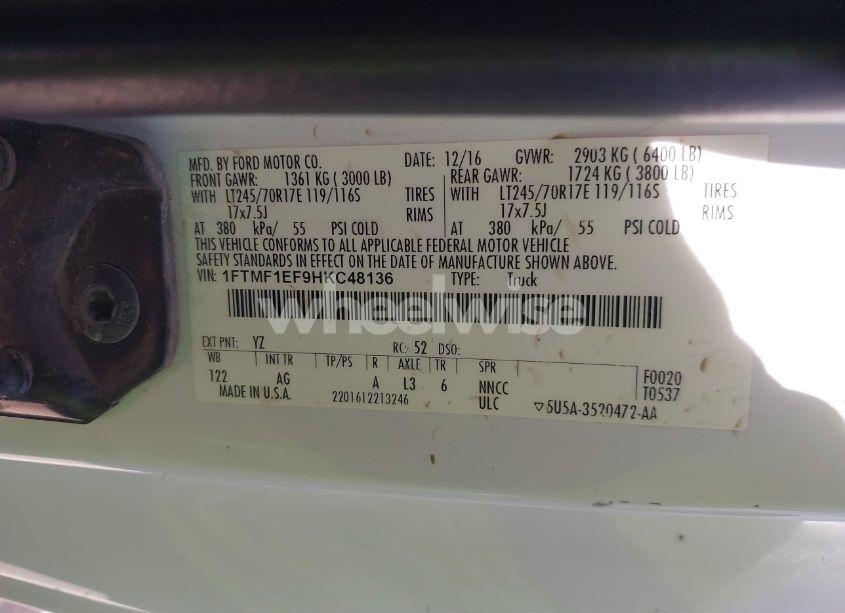 MFD. BY FORD MOTOR CO. DATE: 12/16 GVWR: 2903 KG ( 6400 LB)
FRONT GAWR: 1361 KG ( 3000 LB) REAR GAWR: 1724 KG ( 3800 LB)
WITH LT245/70R17E 119/116S TIRES WITH LT245/70R17E 119/116S TIRES
17x7.5J RIMS 17x7.5J RIMS
AT 380 kPa/ 55 PSI COLD AT 380 kPa/ 55 PSI COLD
THIS VEHICLE CONFORMS TO ALL APPLICABLE FEDERAL MOTOR VEHICLE
SAFETY STANDARDS IN EFFECT ON THE DATE OF MANUFACTURE SHOWN ABOVE.
VIN: 1FTMF1EF9HKC48136 TYPE: Truck
wheelwise
EXT PNT: YZ RC: 52 DSO:
WB INT TR TP/PS R AXLE TR SPR
122 AG A L3 6 NNCC F0020
MADE IN U.S.A. 2201612213246 ULC ▽5U5A-3520472-AA T0537